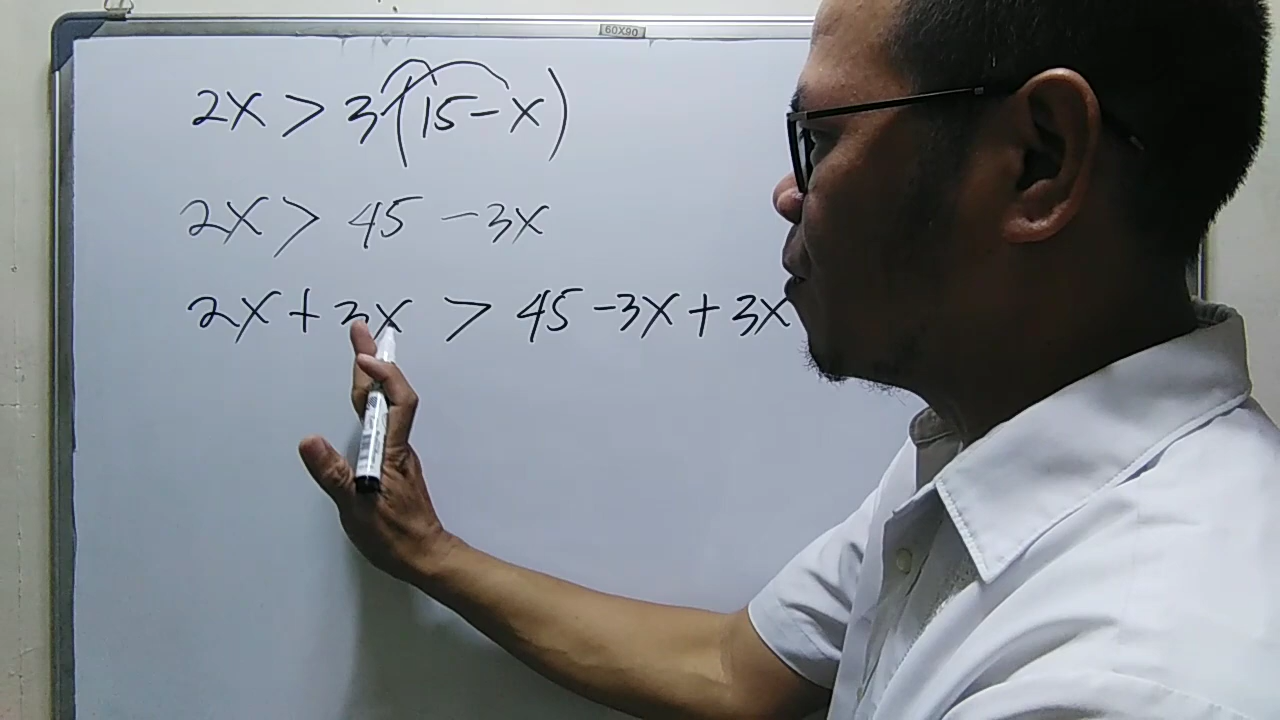 60X90
2x > 3(15-x)
2x > 45 -3x
2x + 3x > 45 -3x + 3x